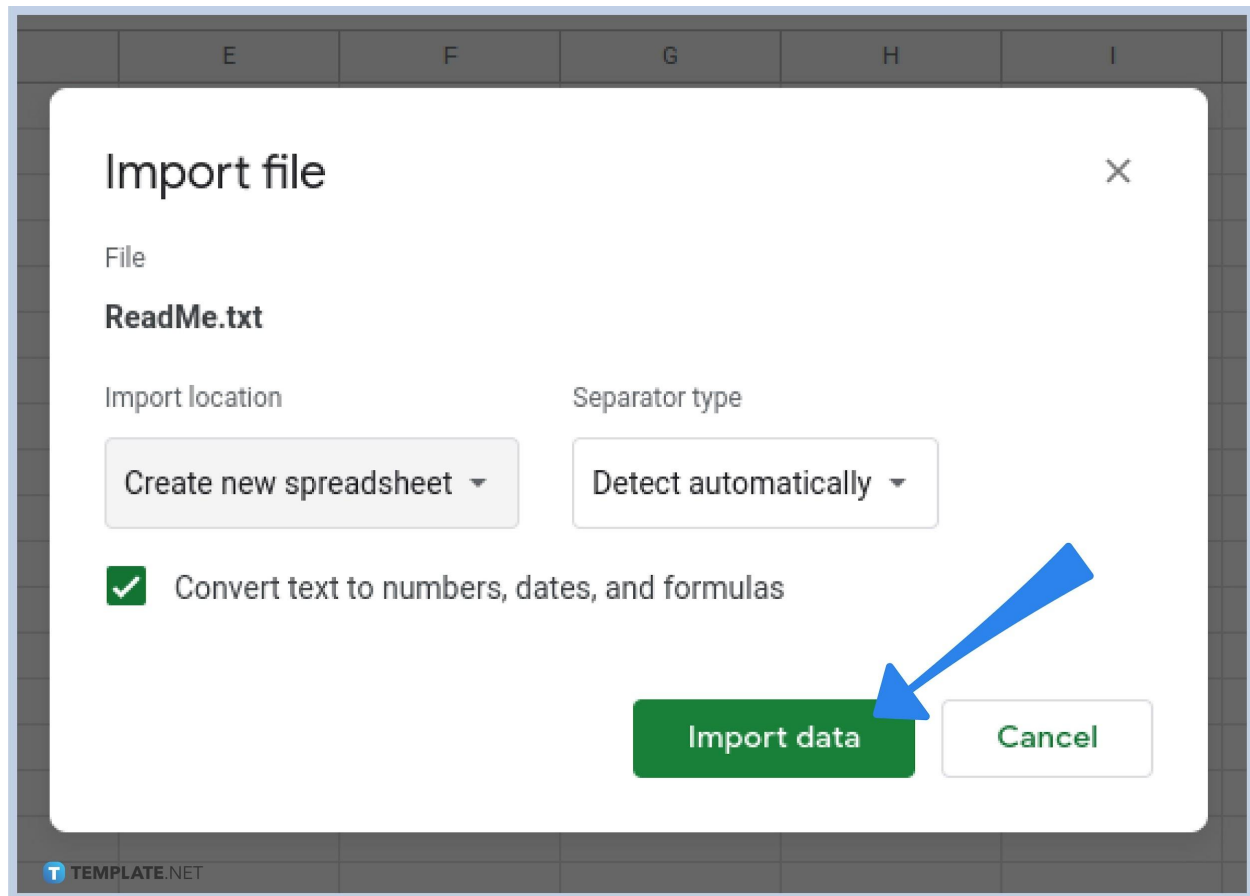 E F G H I
Import file
File
ReadMe.txt
Import location Separator type
Create new spreadsheet Detect automatically
Convert text to numbers, dates, and formulas
Import data Cancel
T TEMPLATE.NET